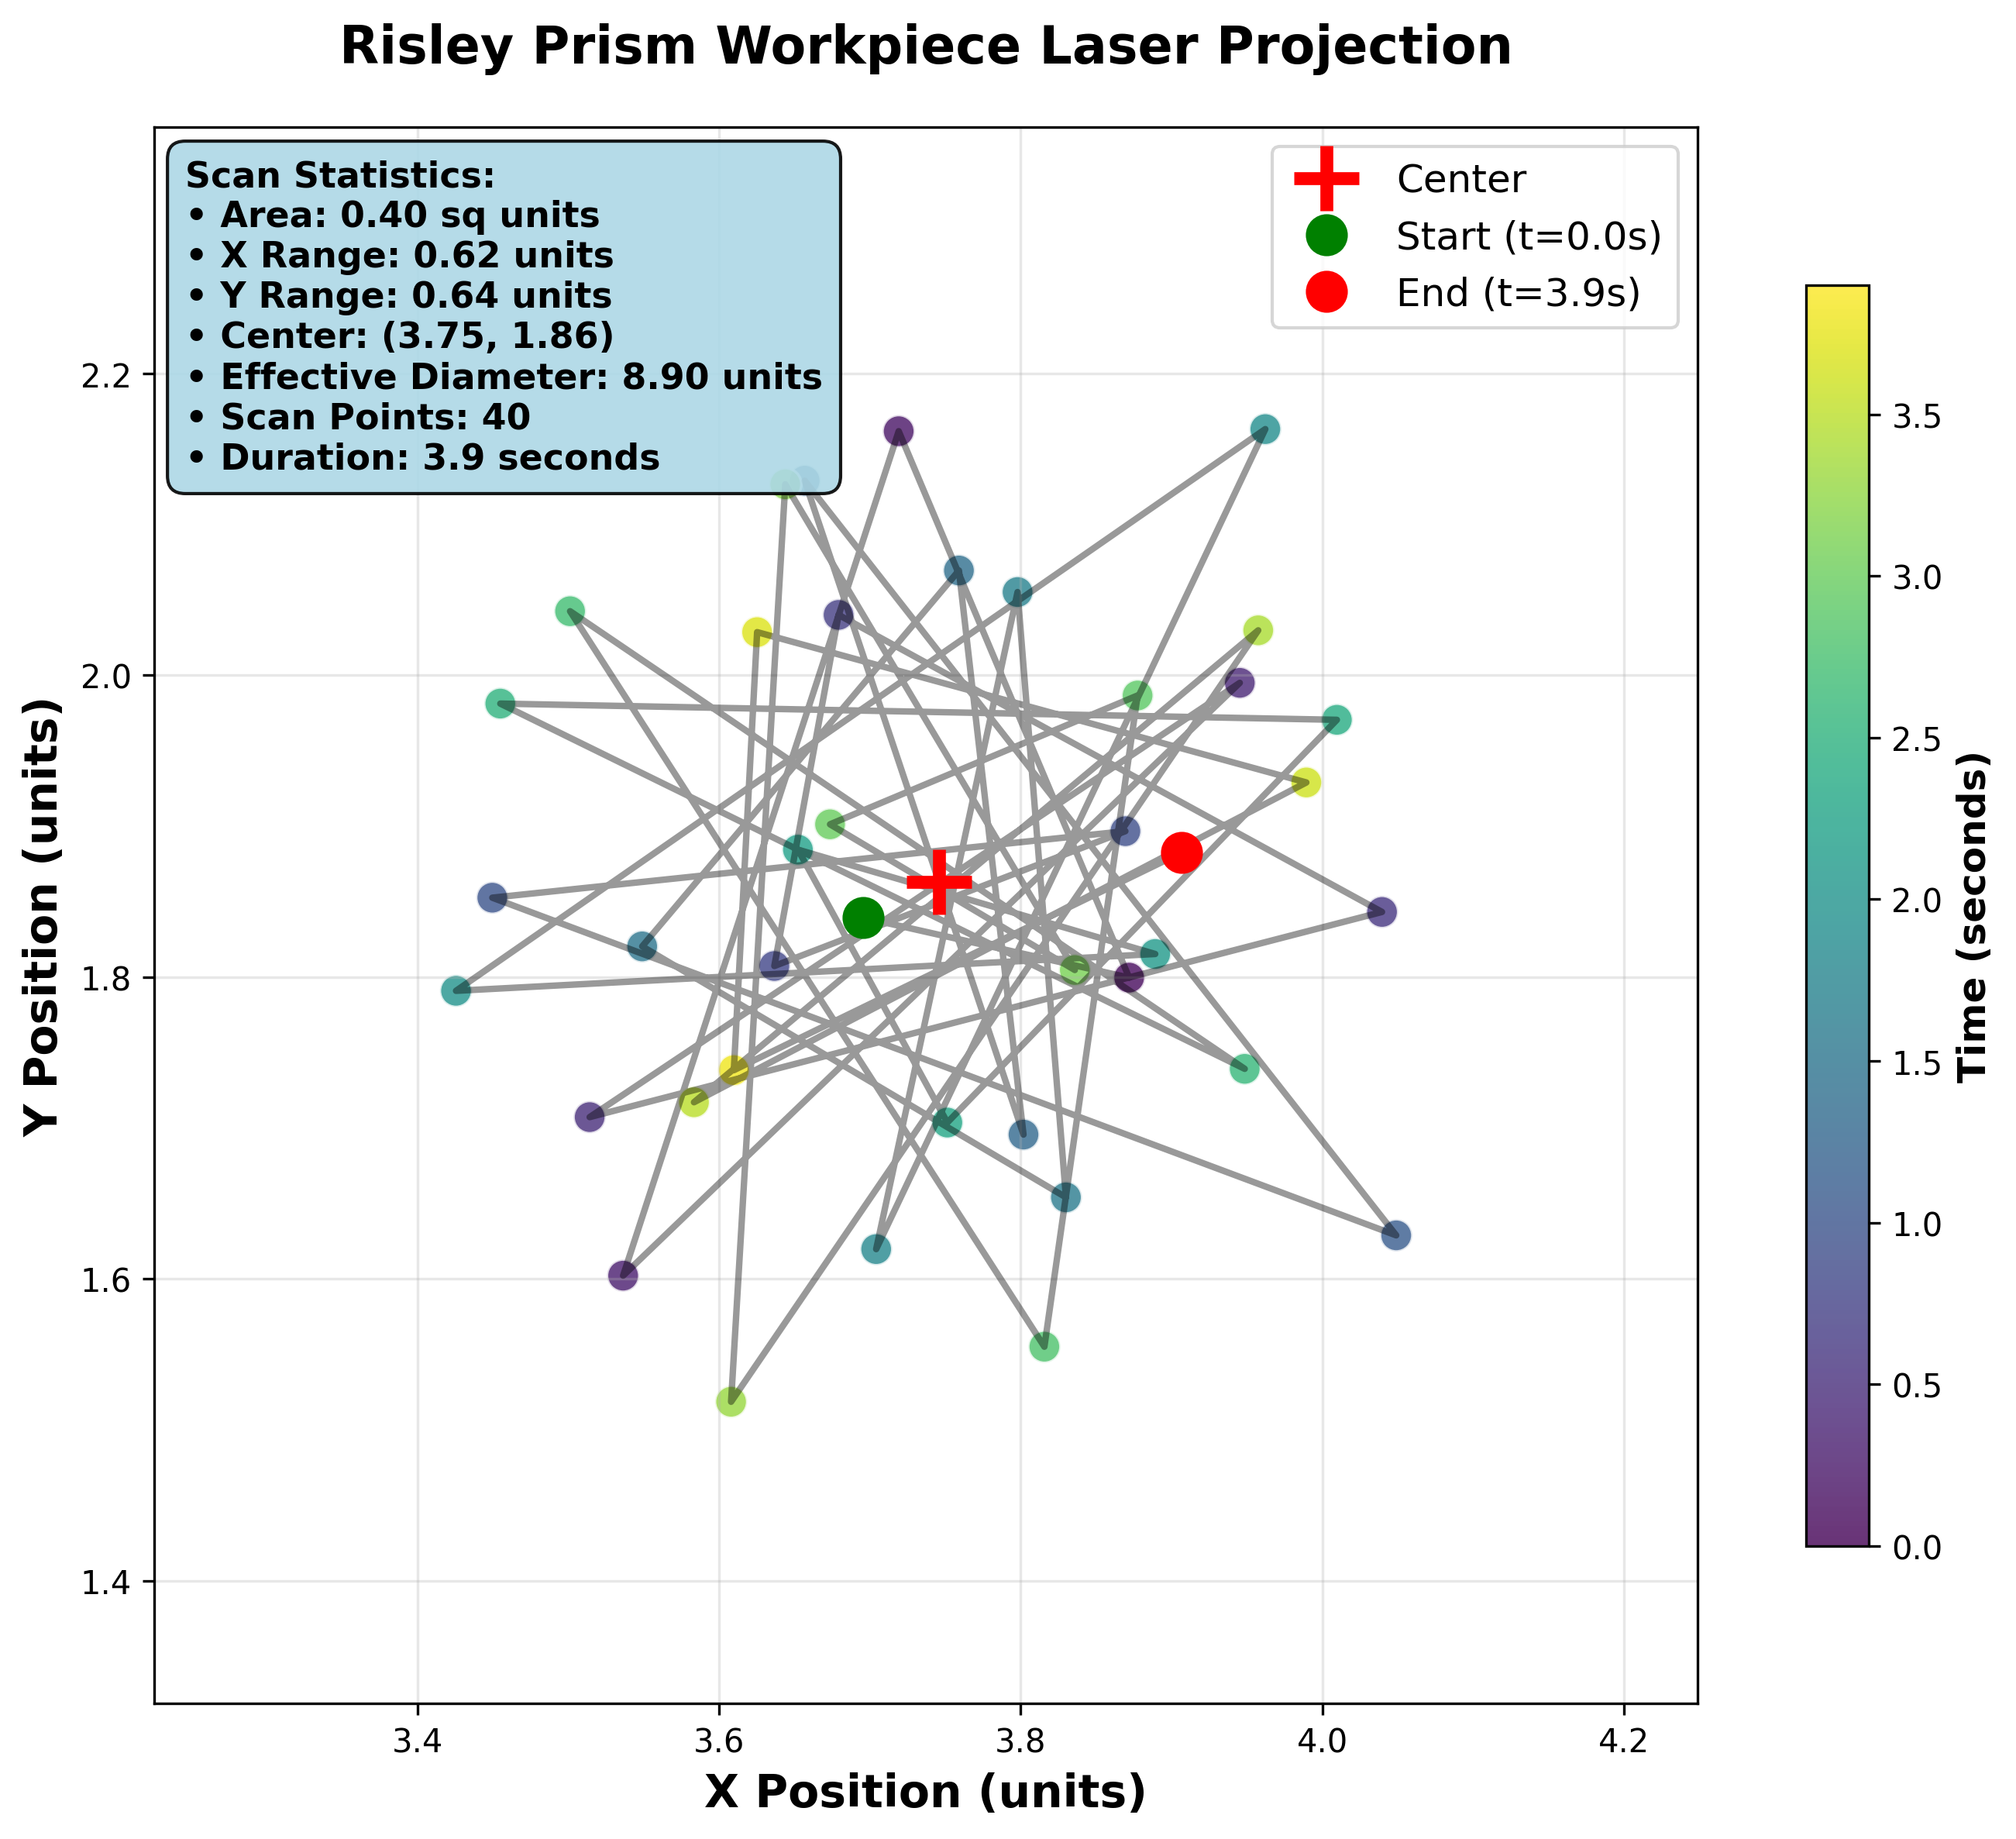 Risley Prism Workpiece Laser Projection
Scan Statistics:
• Area: 0.40 sq units
• X Range: 0.62 units
• Y Range: 0.64 units
• Center: (3.75, 1.86)
• Effective Diameter: 8.90 units
• Scan Points: 40
• Duration: 3.9 seconds
Center
Start (t=0.0s)
End (t=3.9s)
Y Position (units)
2.2
2.0
1.8
1.6
1.4
3.4
3.6
3.8
4.0
4.2
X Position (units)
3.5
3.0
2.5
2.0
1.5
1.0
0.5
0.0
Time (seconds)